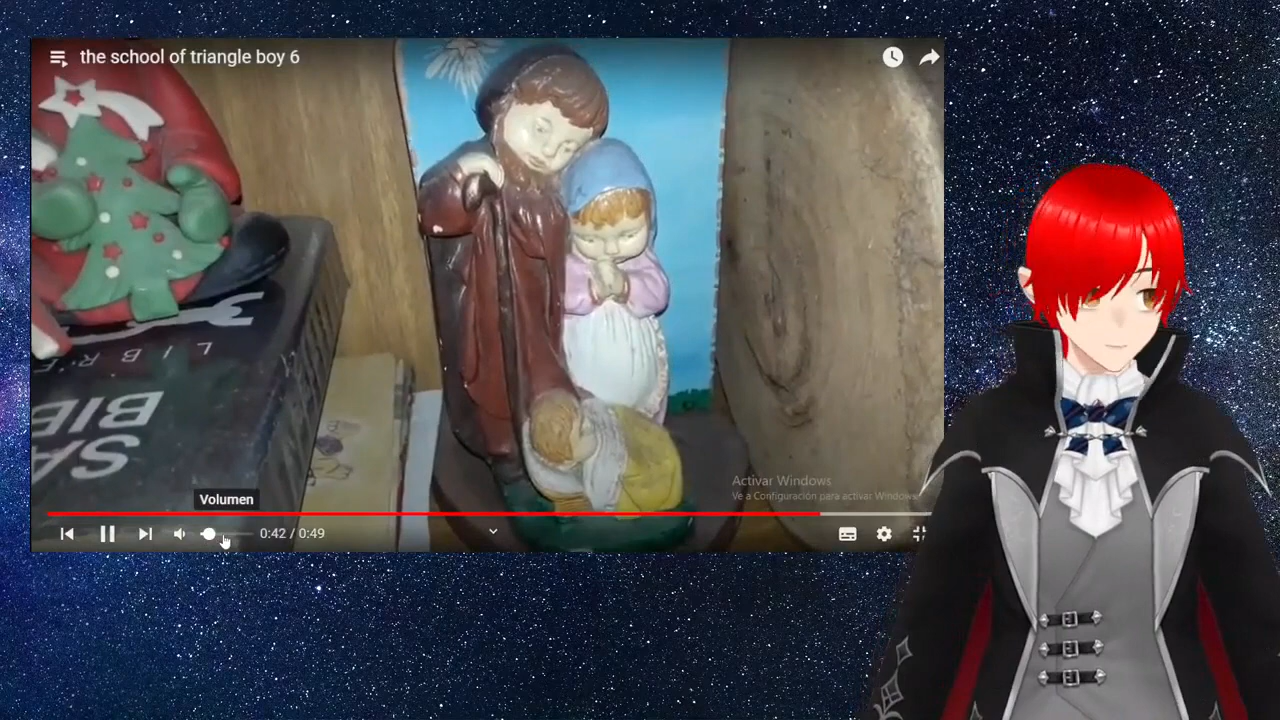 the school of triangle boy 6
LIBR
SA
BIB
Activar Windows
Ve a Configuración para activar Windows
Volumen
0:42 / 0:49